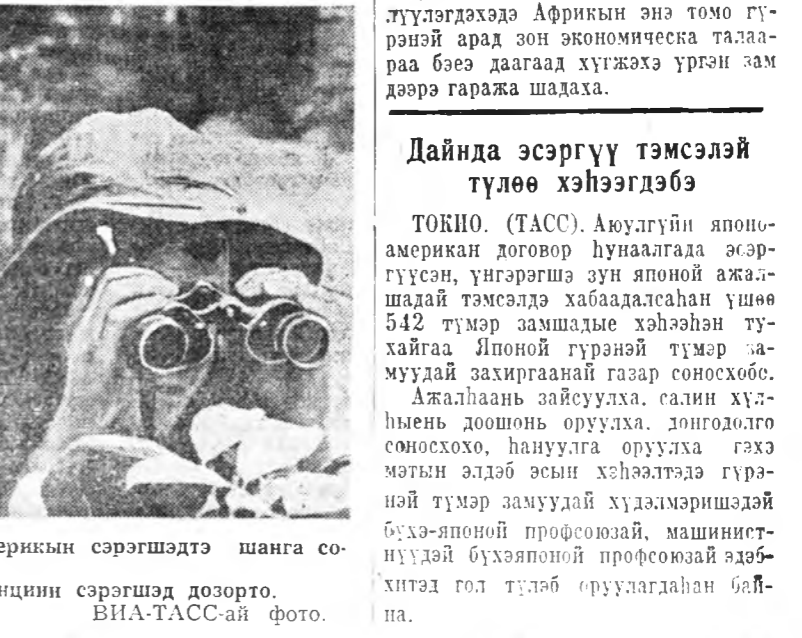 ерикын сэрэгшэдтэ шанга со-
нциин сэрэгшэд дозорто.
ВИА-ТАСС-ай фото.
лүүлэгдэхэдэ Африкын энэ томо гү-
рэнэй арад зон экономическа талаа-
раа бэеэ даагаад хүгжэхэ үргэн зам
дээрэ гаража шадаха.
Дайнда эсэргүү тэмсэлэй
түлөө хэһээгдэбэ
ТОКИО. (ТАСС). Аюулгүйн японо-
американ договор һунаалгада эсэр-
гүүсэн, үнгэрэгшэ зун японой ажал-
шадай тэмсэлдэ хабаадалсаһан үшөө
542 түмэр замшадые хэһээһэн ту-
хайгаа Японой гүрэнэй түмэр за-
муудай захиргаанай газар соносхобо.
Ажалһаань зайсуулха, салин хүл-
һыень доошонь оруулха, донгодолго
соносхохо, һануулга оруулха гэхэ
мэтын элдэб эсын хэһээлтэдэ гүрэ-
нэй түмэр замуудай хүдэлмэришэдэй
бүхэ-японой профсоюзай, машинист-
нүүдэй бүхэяпоной профсоюзай эдэб-
хитэд гол түлэб оруулагдаһан бай-
на.